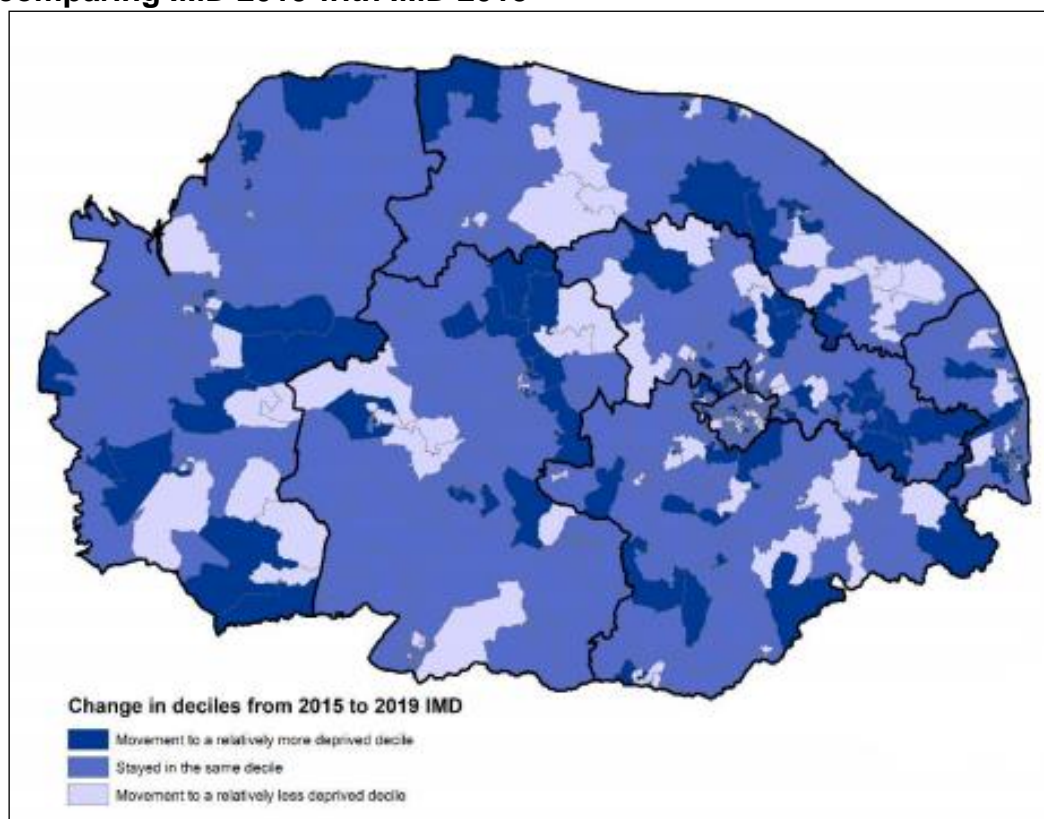 Change in deciles from 2015 to 2019 IMD
Movement to a relatively more deprived decile
Stayed in the same decile
Movement to a relatively less deprived decile